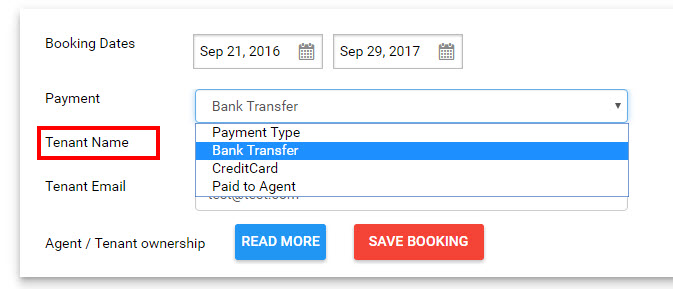 Booking Dates
Sep 21, 2016
Sep 29, 2017
Payment
Bank Transfer
Payment Type
Tenant Name
Bank Transfer
CreditCard
Tenant Email
Paid to Agent
test@test.com
Agent / Tenant ownership
READ MORE
SAVE BOOKING